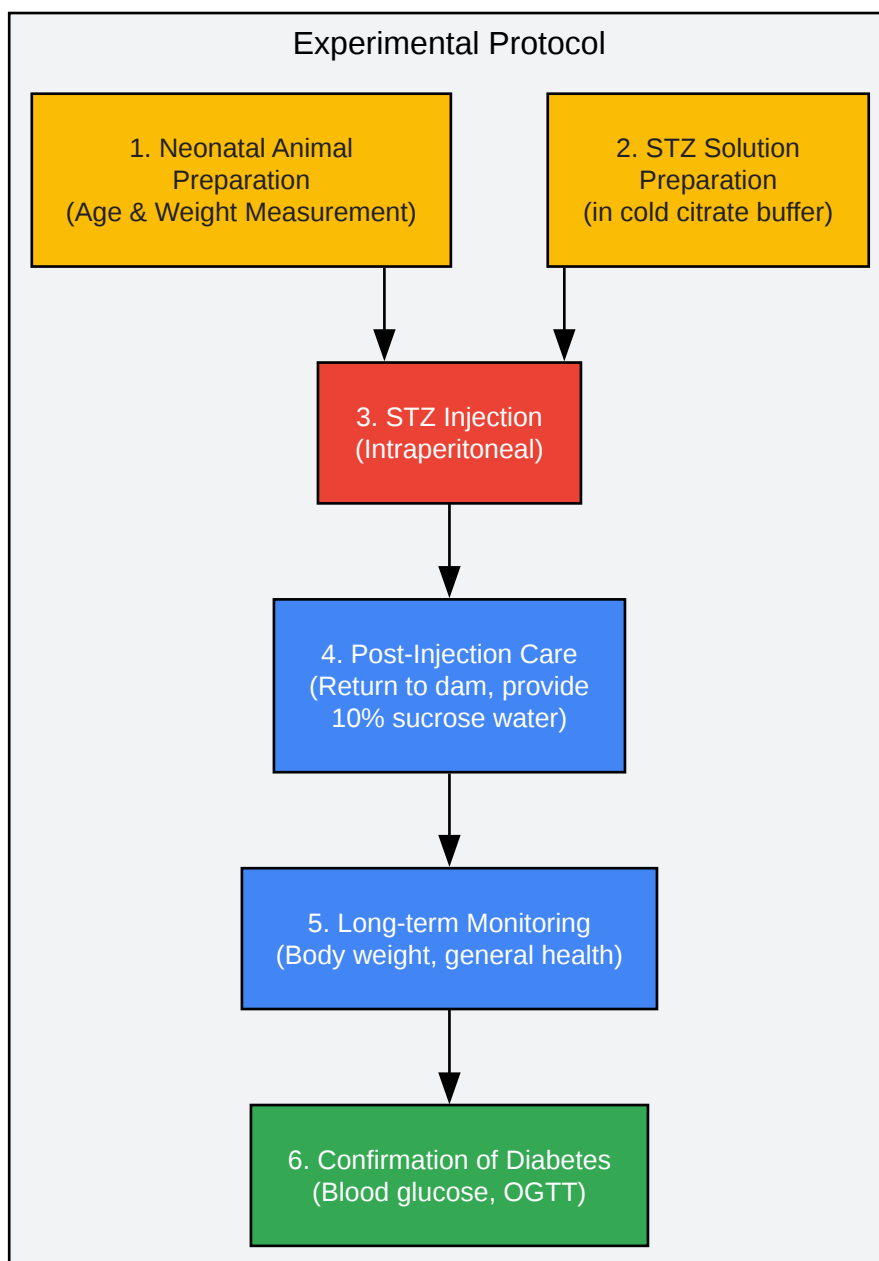 Experimental Protocol
1. Neonatal Animal
Preparation
(Age & Weight Measurement)
2. STZ Solution
Preparation
(in cold citrate buffer)
3. STZ Injection
(Intraperitoneal)
4. Post-Injection Care
(Return to dam, provide
10% sucrose water)
5. Long-term Monitoring
(Body weight, general health)
6. Confirmation of Diabetes
(Blood glucose, OGTT)